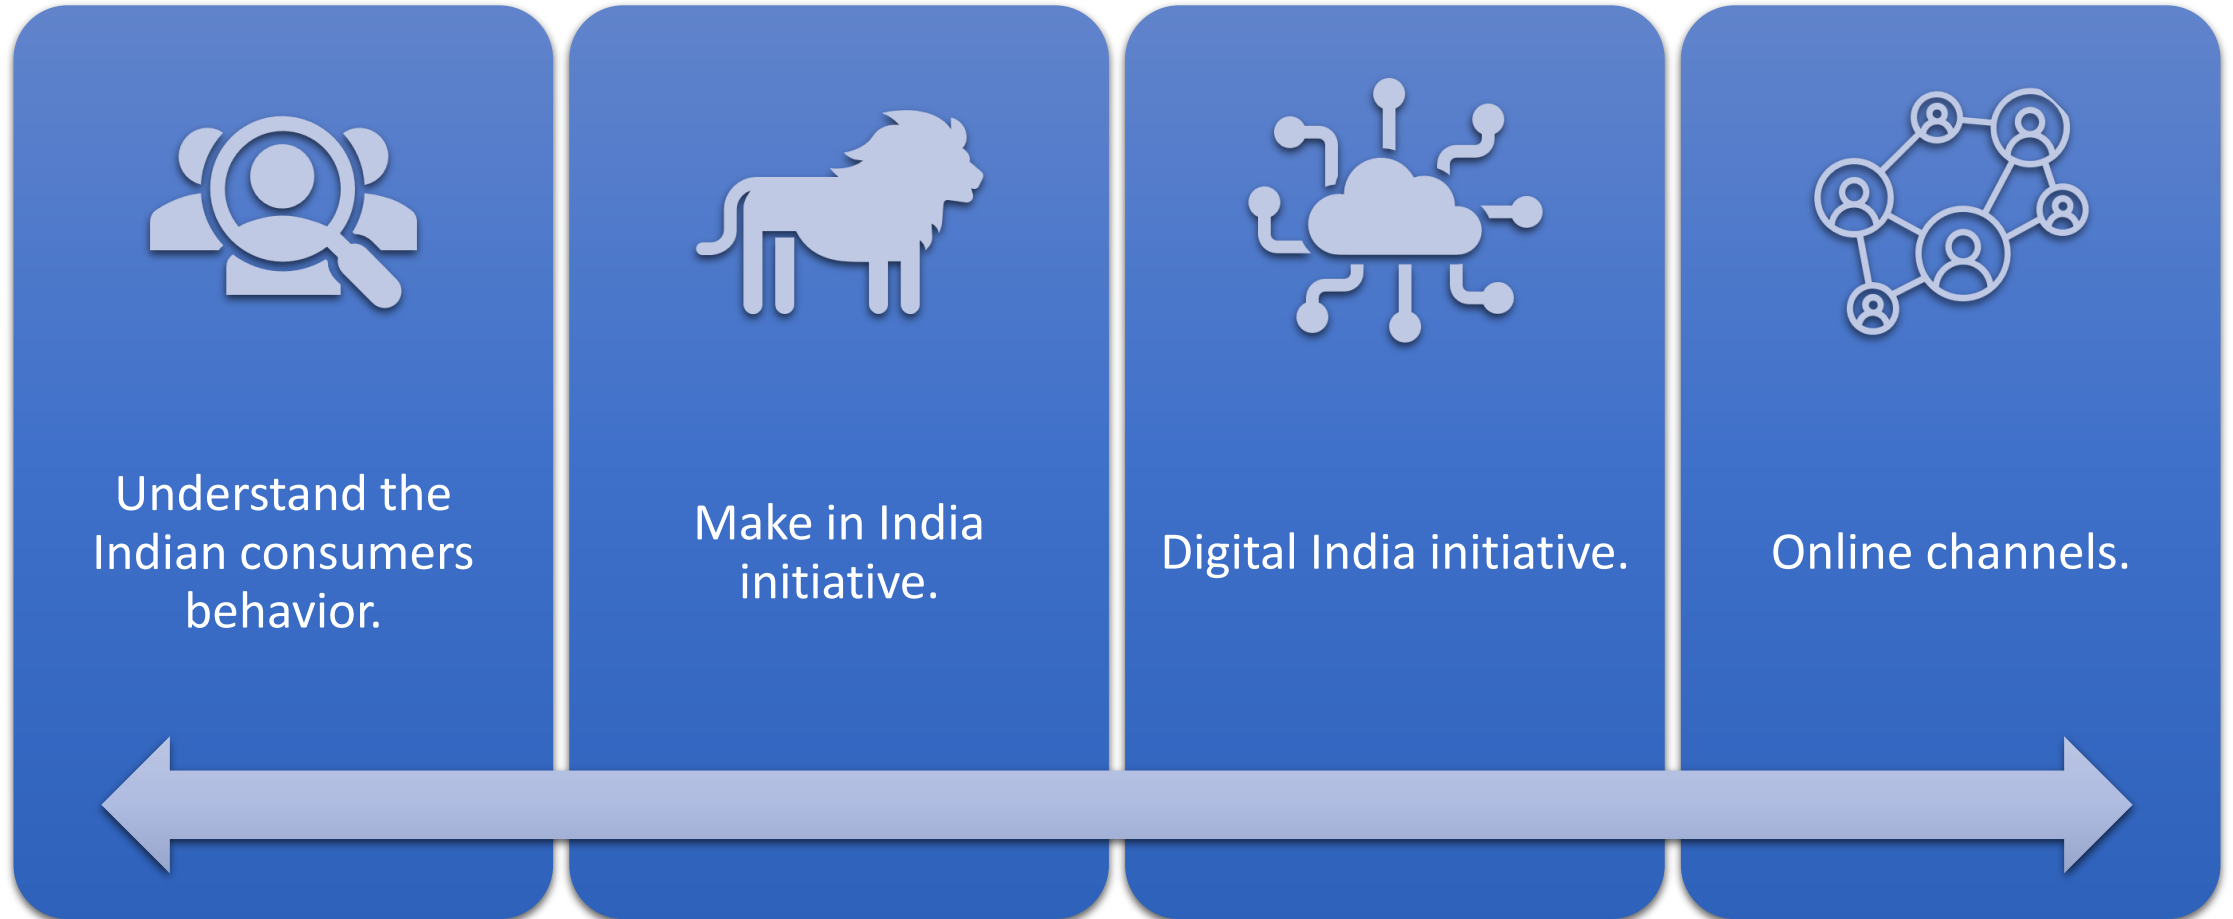 Understand the
Indian consumers
behavior.
Make in India
initiative.
Digital India initiative.
Online channels.